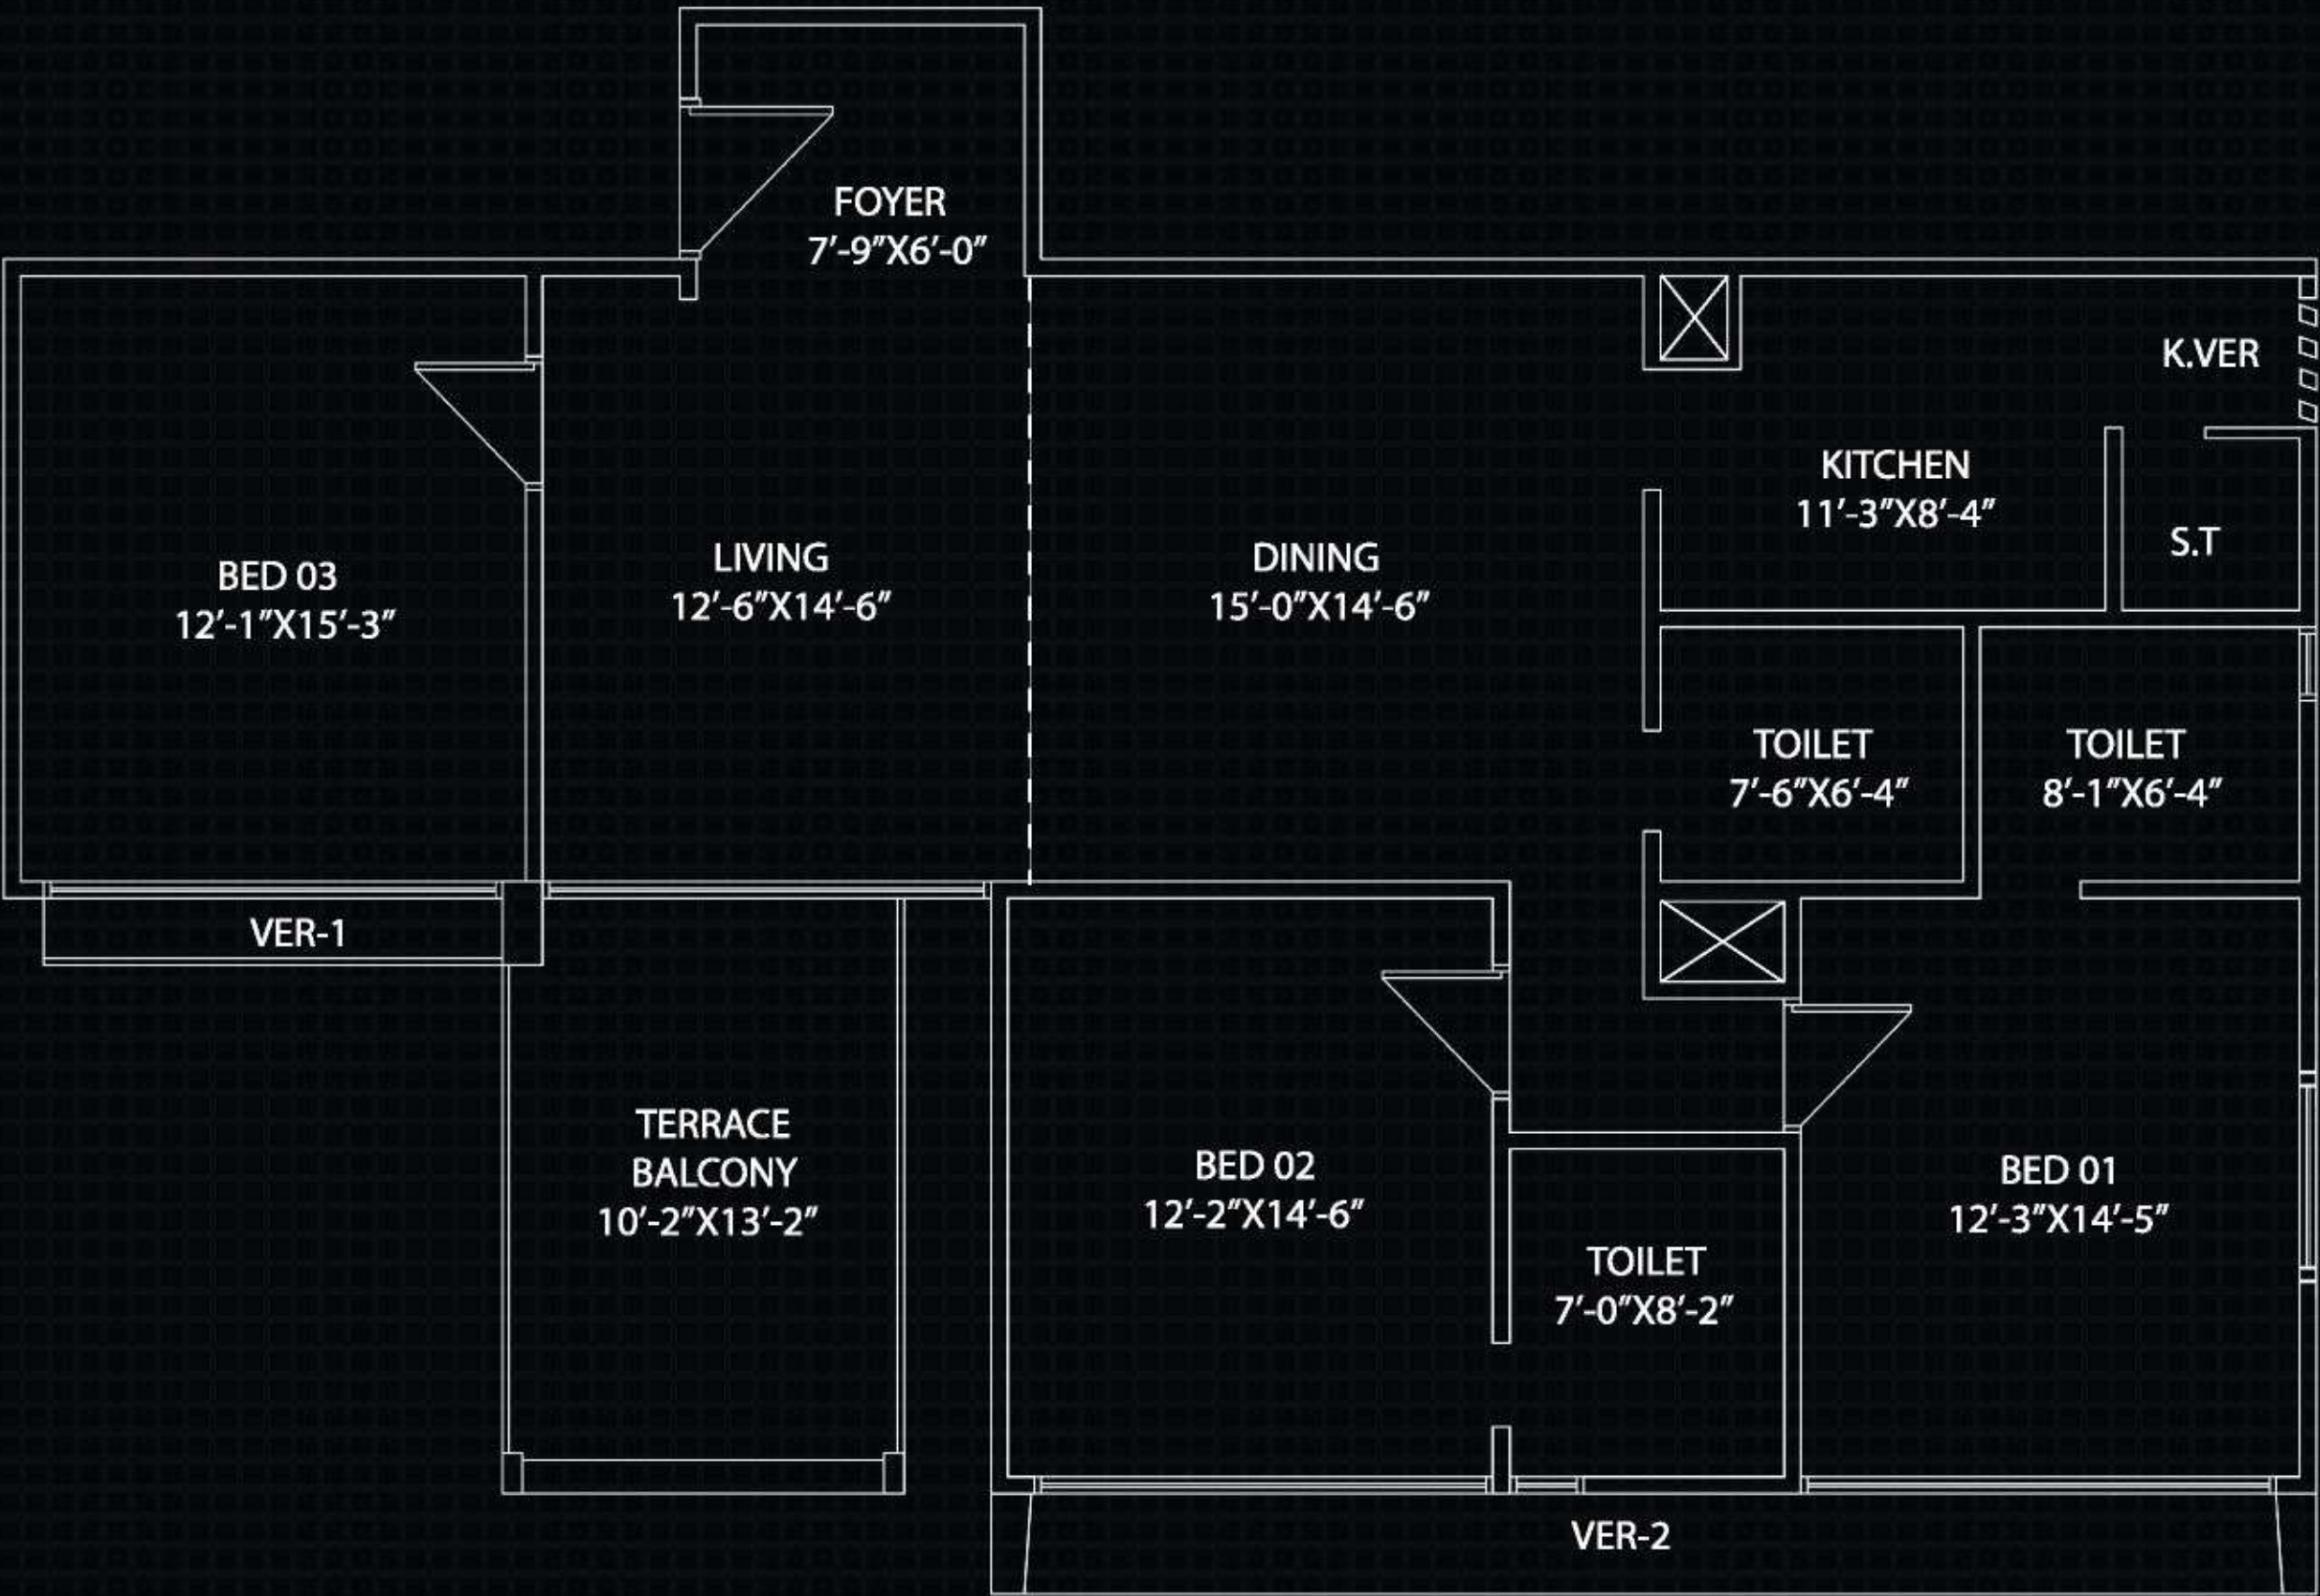 FOYER
7'-9"X6'-0"
K.VER
KITCHEN
11'-3"X8'-4"
S.T
BED 03
12'-1"X15'-3"
LIVING
12'-6"X14'-6"
DINING
15'-0"X14'-6"
TOILET
7'-6"X6'-4"
TOILET
8'-1"X6'-4"
VER-1
TERRACE
BALCONY
10'-2"X13'-2"
BED 02
12'-2"X14'-6"
BED 01
12'-3"X14'-5"
TOILET
7'-0"X8'-2"
VER-2